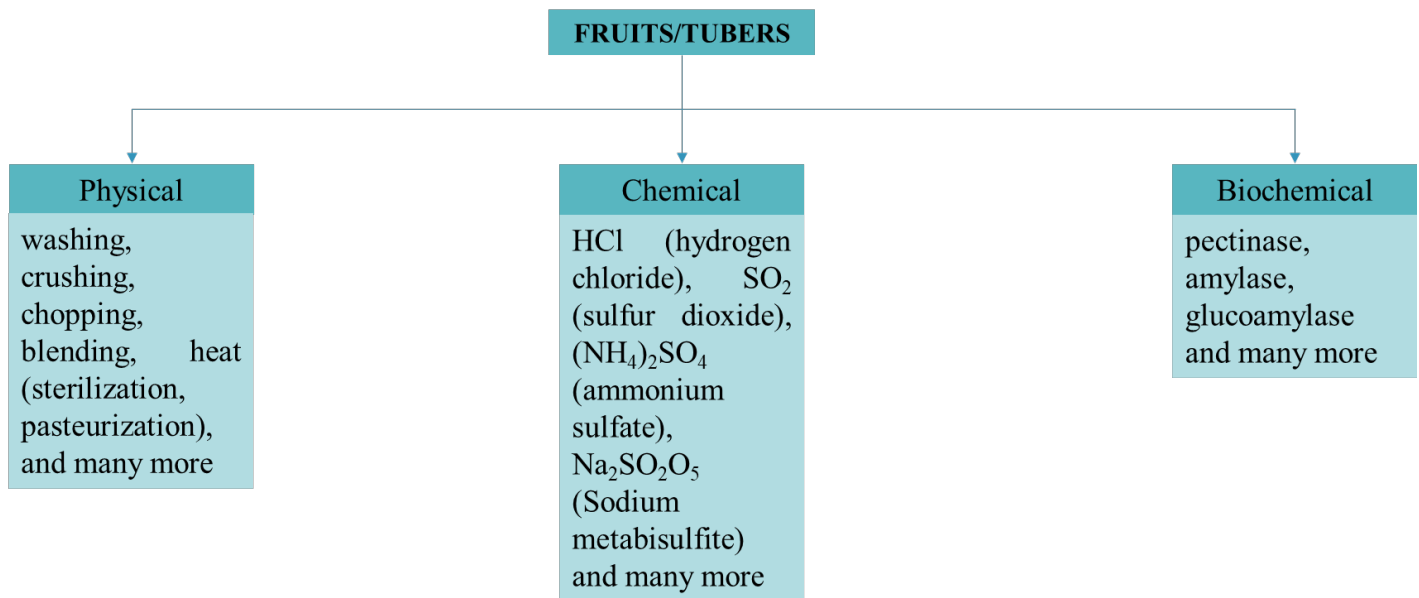 FRUITS/TUBERS
Physical
washing,
crushing,
chopping,
blending, heat
(sterilization,
pasteurization),
and many more
Chemical
HCl (hydrogen
chloride), SO₂
(sulfur dioxide),
(NH₄)₂SO₄
(ammonium
sulfate),
Na₂SO₂O₅
(Sodium
metabisulfite)
and many more
Biochemical
pectinase,
amylase,
glucoamylase
and many more